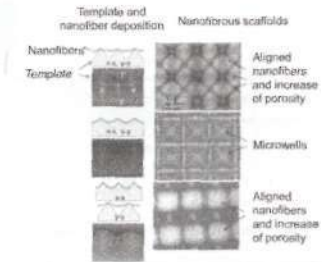 Template and
nanofiber deposition
Nanofibrous scaffolds
Nanofibers
Template
Aligned
nanofibers
and increase
of porosity
Microwells
Aligned
nanofibers
and increase
of porosity